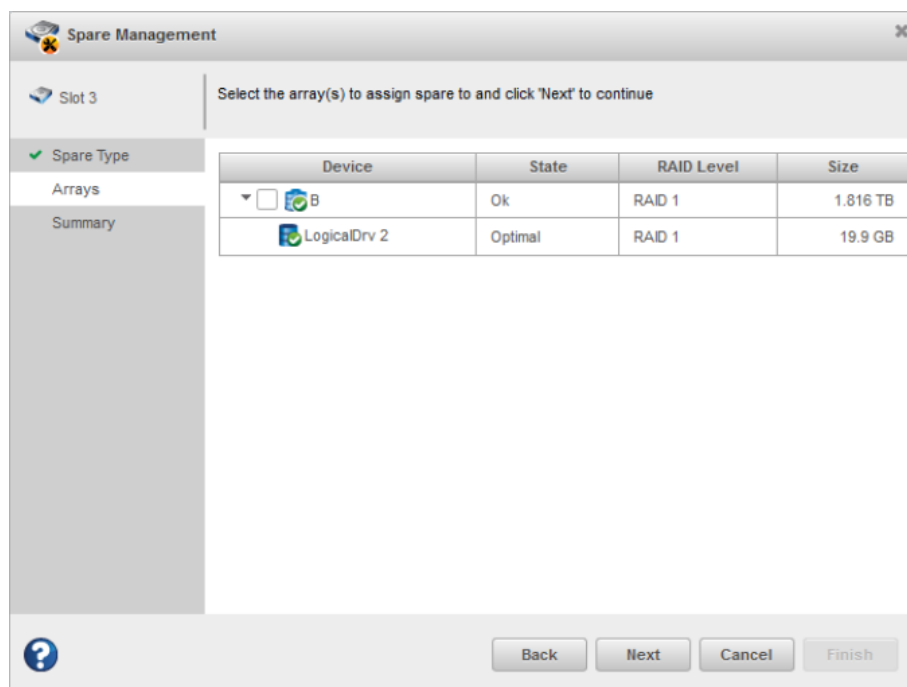 Spare Management
Slot 3
Select the array(s) to assign spare to and click 'Next' to continue
Spare Type
Arrays
Summary
Device State RAID Level Size
B Ok RAID 1 1.816 TB
LogicalDrv 2 Optimal RAID 1 19.9 GB
Back Next Cancel Finish